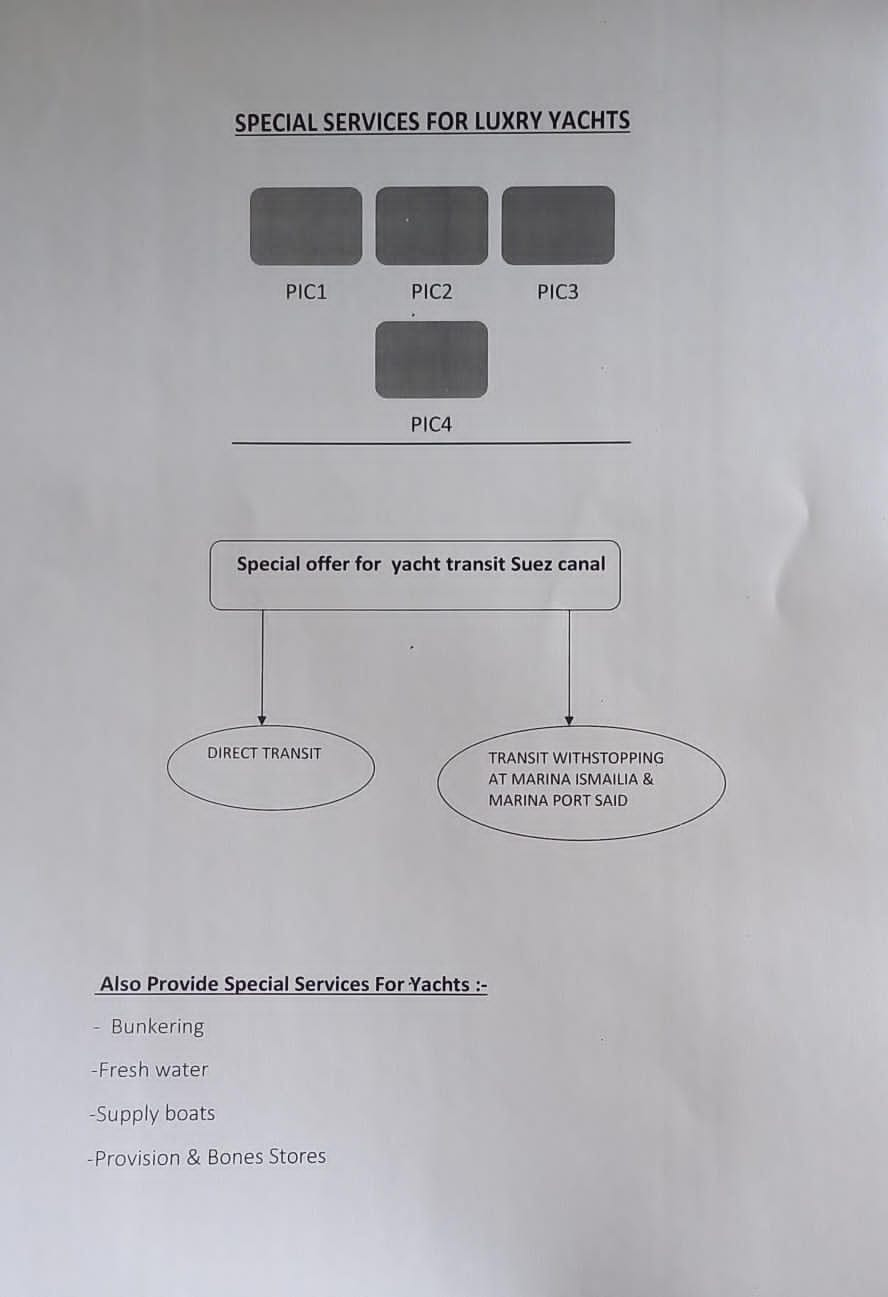 SPECIAL SERVICES FOR LUXRY YACHTS
PIC1 PIC2 PIC3
PIC4
Special offer for yacht transit Suez canal
DIRECT TRANSIT
TRANSIT WITHSTOPPING
AT MARINA ISMAILIA &
MARINA PORT SAID
Also Provide Special Services For Yachts :-
- Bunkering
-Fresh water
-Supply boats
-Provision & Bones Stores